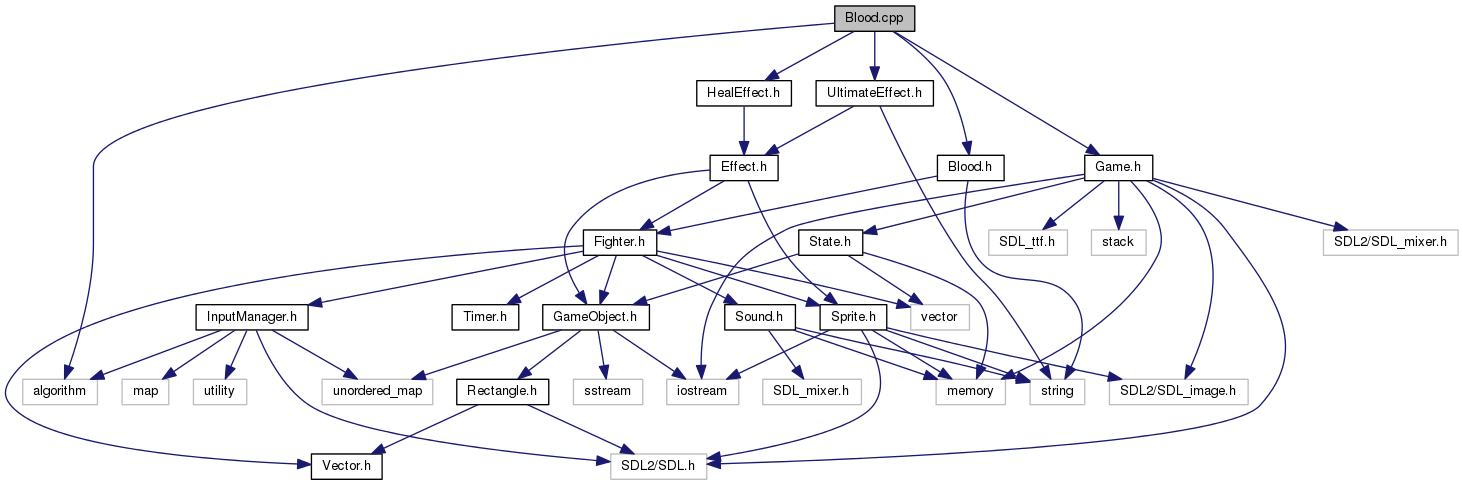 Blood.cpp
HealEffect.h
UltimateEffect.h
Effect.h
Blood.h
Game.h
Fighter.h
State.h
SDL_ttf.h
stack
SDL2/SDL_mixer.h
InputManager.h
Timer.h
GameObject.h
Sound.h
Sprite.h
vector
algorithm
map
utility
unordered_map
Rectangle.h
sstream
iostream
SDL_mixer.h
memory
string
SDL2/SDL_image.h
Vector.h
SDL2/SDL.h